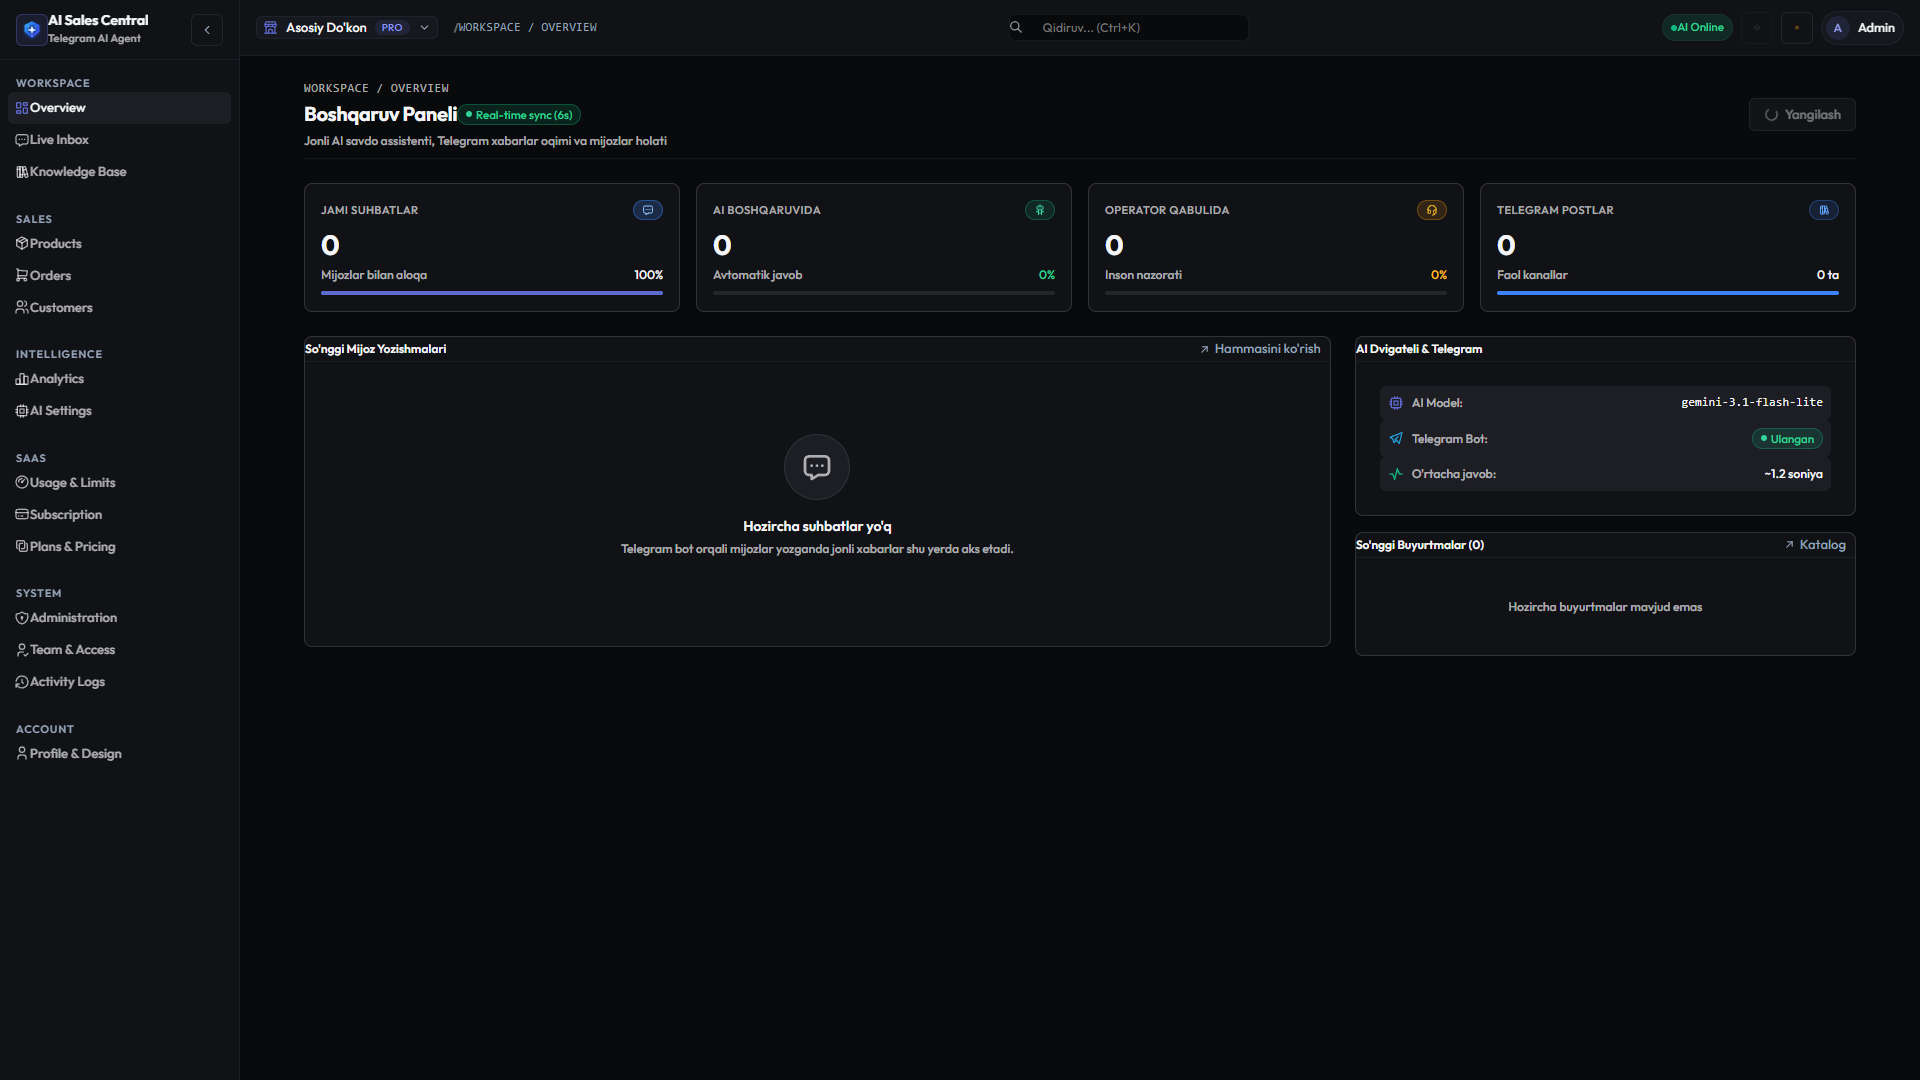 AI Sales Central
Telegram AI Agent
WORKSPACE
Overview
Live Inbox
Knowledge Base
SALES
Products
Orders
Customers
INTELLIGENCE
Analytics
AI Settings
SAAS
Usage & Limits
Subscription
Plans & Pricing
SYSTEM
Administration
Team & Access
Activity Logs
ACCOUNT
Profile & Design
Asosiy Do'kon PRO /WORKSPACE / OVERVIEW
Qidiruv... (Ctrl+K)
AI Online
A Admin
WORKSPACE / OVERVIEW
Boshqaruv Paneli Real-time sync (6s)
Jonli AI savdo assistenti, Telegram xabarlar oqimi va mijozlar holati
Yangilash
JAMI SUHBATLAR
0
Mijozlar bilan aloqa 100%
AI BOSHQARUVIDA
0
Avtomatik javob 0%
OPERATOR QABULIDA
0
Inson nazorati 0%
TELEGRAM POSTLAR
0
Faol kanallar 0 ta
So'nggi Mijoz Yozishmalari Hammasini ko'rish
Hozircha suhbatlar yo'q
Telegram bot orqali mijozlar yozganda jonli xabarlar shu yerda aks etadi.
AI Dvigateli & Telegram
AI Model: gemini-3.1-flash-lite
Telegram Bot: Ulangan
O'rtacha javob: ~1.2 soniya
So'nggi Buyurtmalar (0) Katalog
Hozircha buyurtmalar mavjud emas